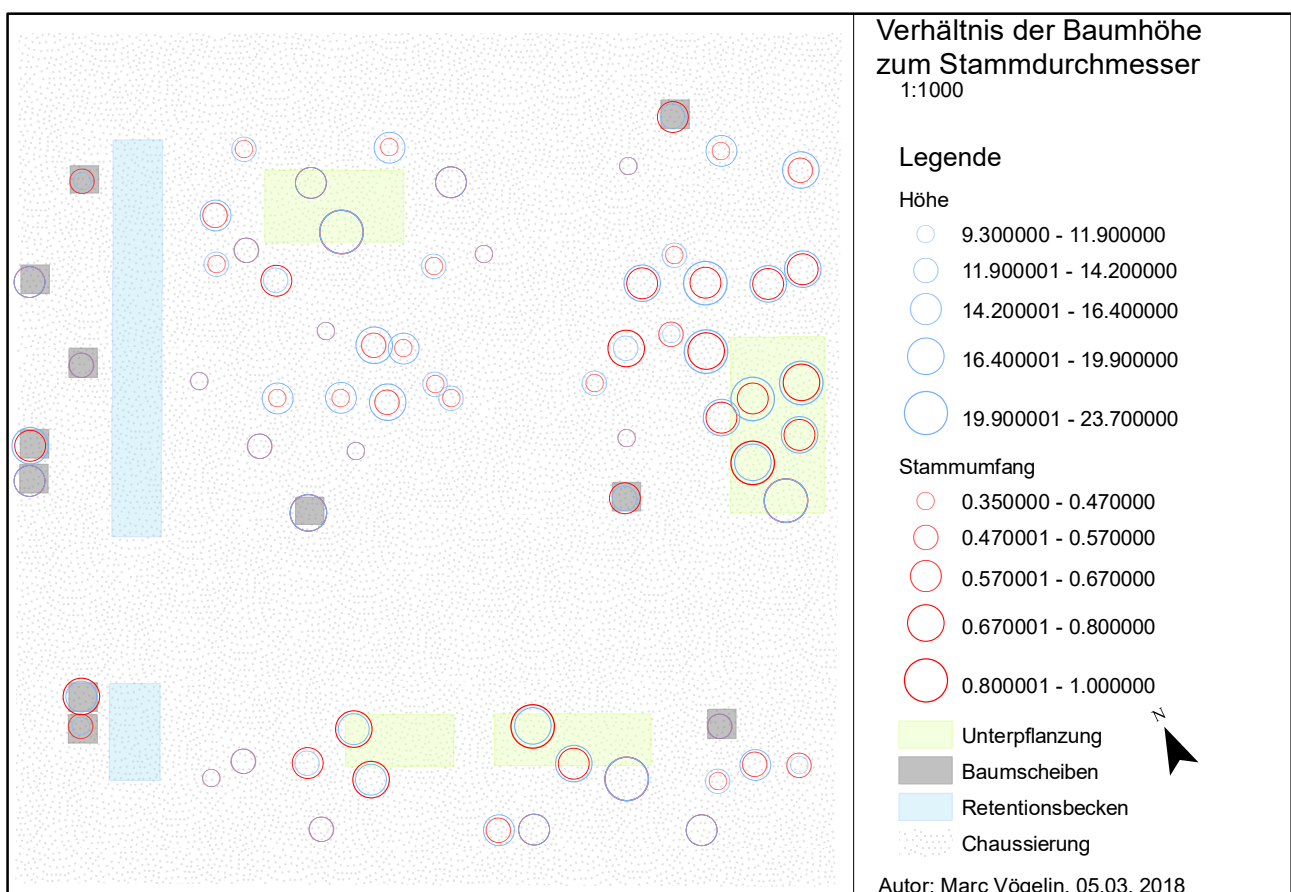 Verhältnis der Baumhöhe
zum Stammdurchmesser
1:1000
Legende
Höhe
9.300000 - 11.900000
11.900001 - 14.200000
14.200001 - 16.400000
16.400001 - 19.900000
19.900001 - 23.700000
Stammumfang
0.350000 - 0.470000
0.470001 - 0.570000
0.570001 - 0.670000
0.670001 - 0.800000
0.800001 - 1.000000
N
Unterpflanzung
Baumscheiben
Retentionsbecken
Chaussierung
Autor: Marc Vögelin, 05.03. 2018